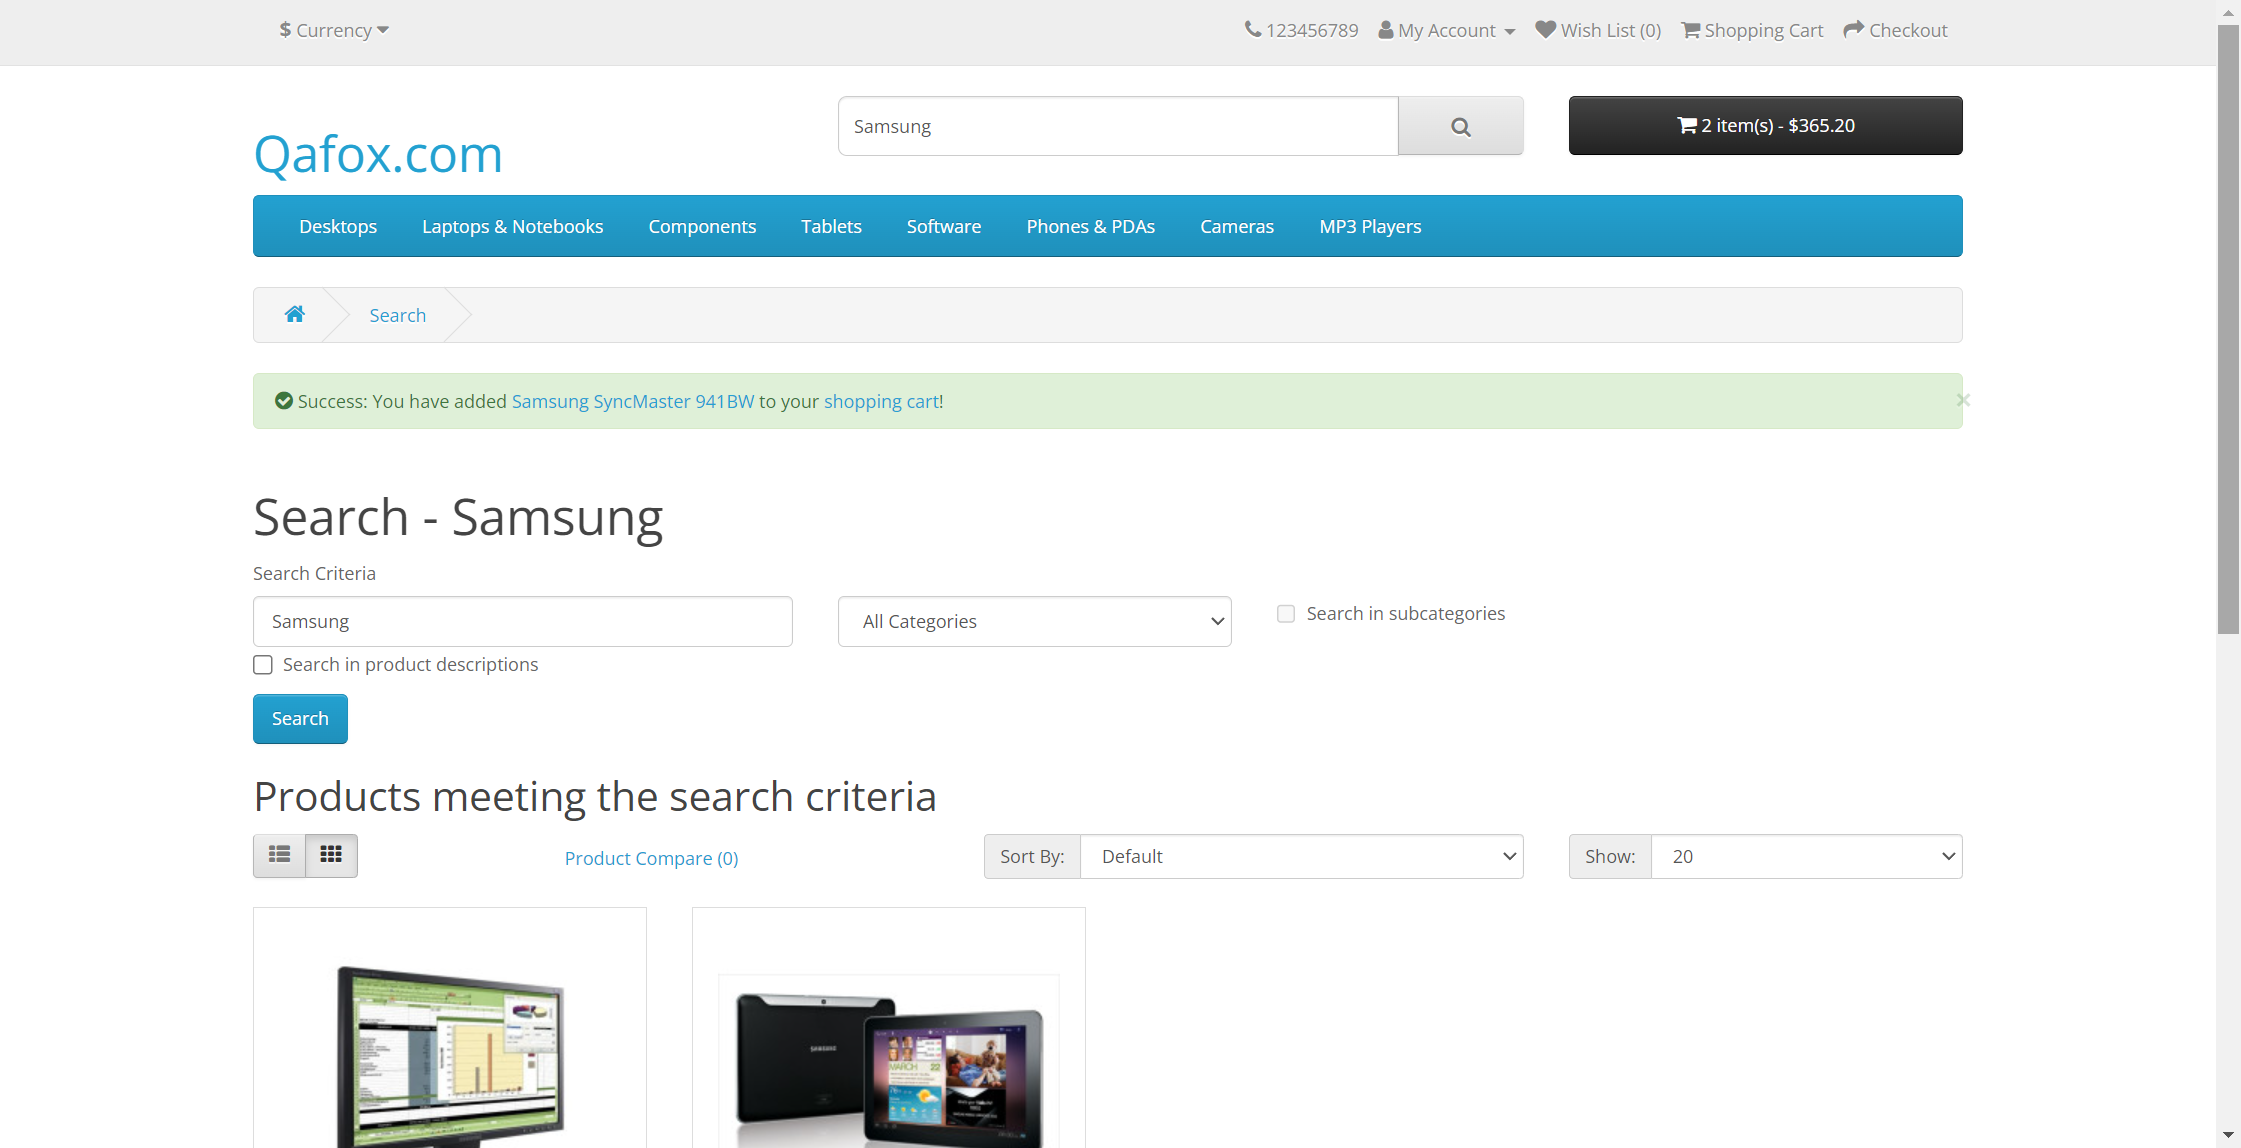 $ Currency
123456789 My Account Wish List (0) Shopping Cart Checkout
Qafox.com
Samsung
2 item(s) - $365.20
Desktops Laptops & Notebooks Components Tablets Software Phones & PDAs Cameras MP3 Players
Search
Success: You have added Samsung SyncMaster 941BW to your shopping cart!
×
Search - Samsung
Search Criteria
Samsung
All Categories
Search in subcategories
Search in product descriptions
Search
Products meeting the search criteria
Product Compare (0)
Sort By: Default
Show: 20
SAMSUNG
MARCH 22